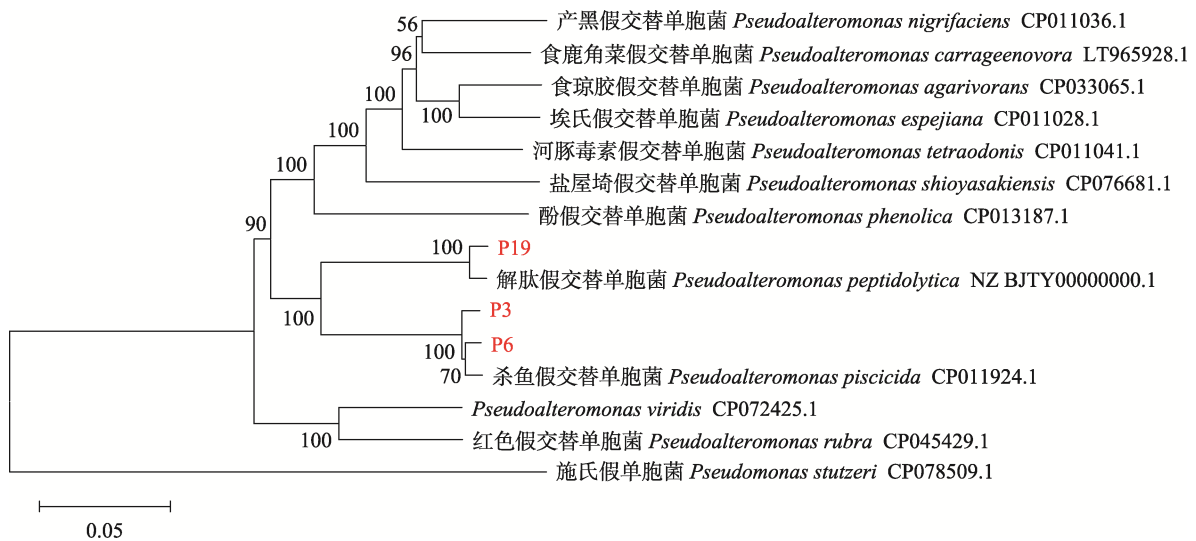 产黑假交替单胞菌 Pseudoalteromonas nigrifaciens CP011036.1
56
食鹿角菜假交替单胞菌 Pseudoalteromonas carrageenovora LT965928.1
96
食琼胶假交替单胞菌 Pseudoalteromonas agarivorans CP033065.1
100
100
埃氏假交替单胞菌 Pseudoalteromonas espejiana CP011028.1
100
河豚毒素假交替单胞菌 Pseudoalteromonas tetraodonis CP011041.1
100
盐屋埼假交替单胞菌 Pseudoalteromonas shioyasakiensis CP076681.1
酚假交替单胞菌 Pseudoalteromonas phenolica CP013187.1
90
100 P19
解肽假交替单胞菌 Pseudoalteromonas peptidolytica NZ BJTY00000000.1
P3
100
P6
100
70
杀鱼假交替单胞菌 Pseudoalteromonas piscicida CP011924.1
Pseudoalteromonas viridis CP072425.1
100
红色假交替单胞菌 Pseudoalteromonas rubra CP045429.1
施氏假单胞菌 Pseudomonas stutzeri CP078509.1
0.05